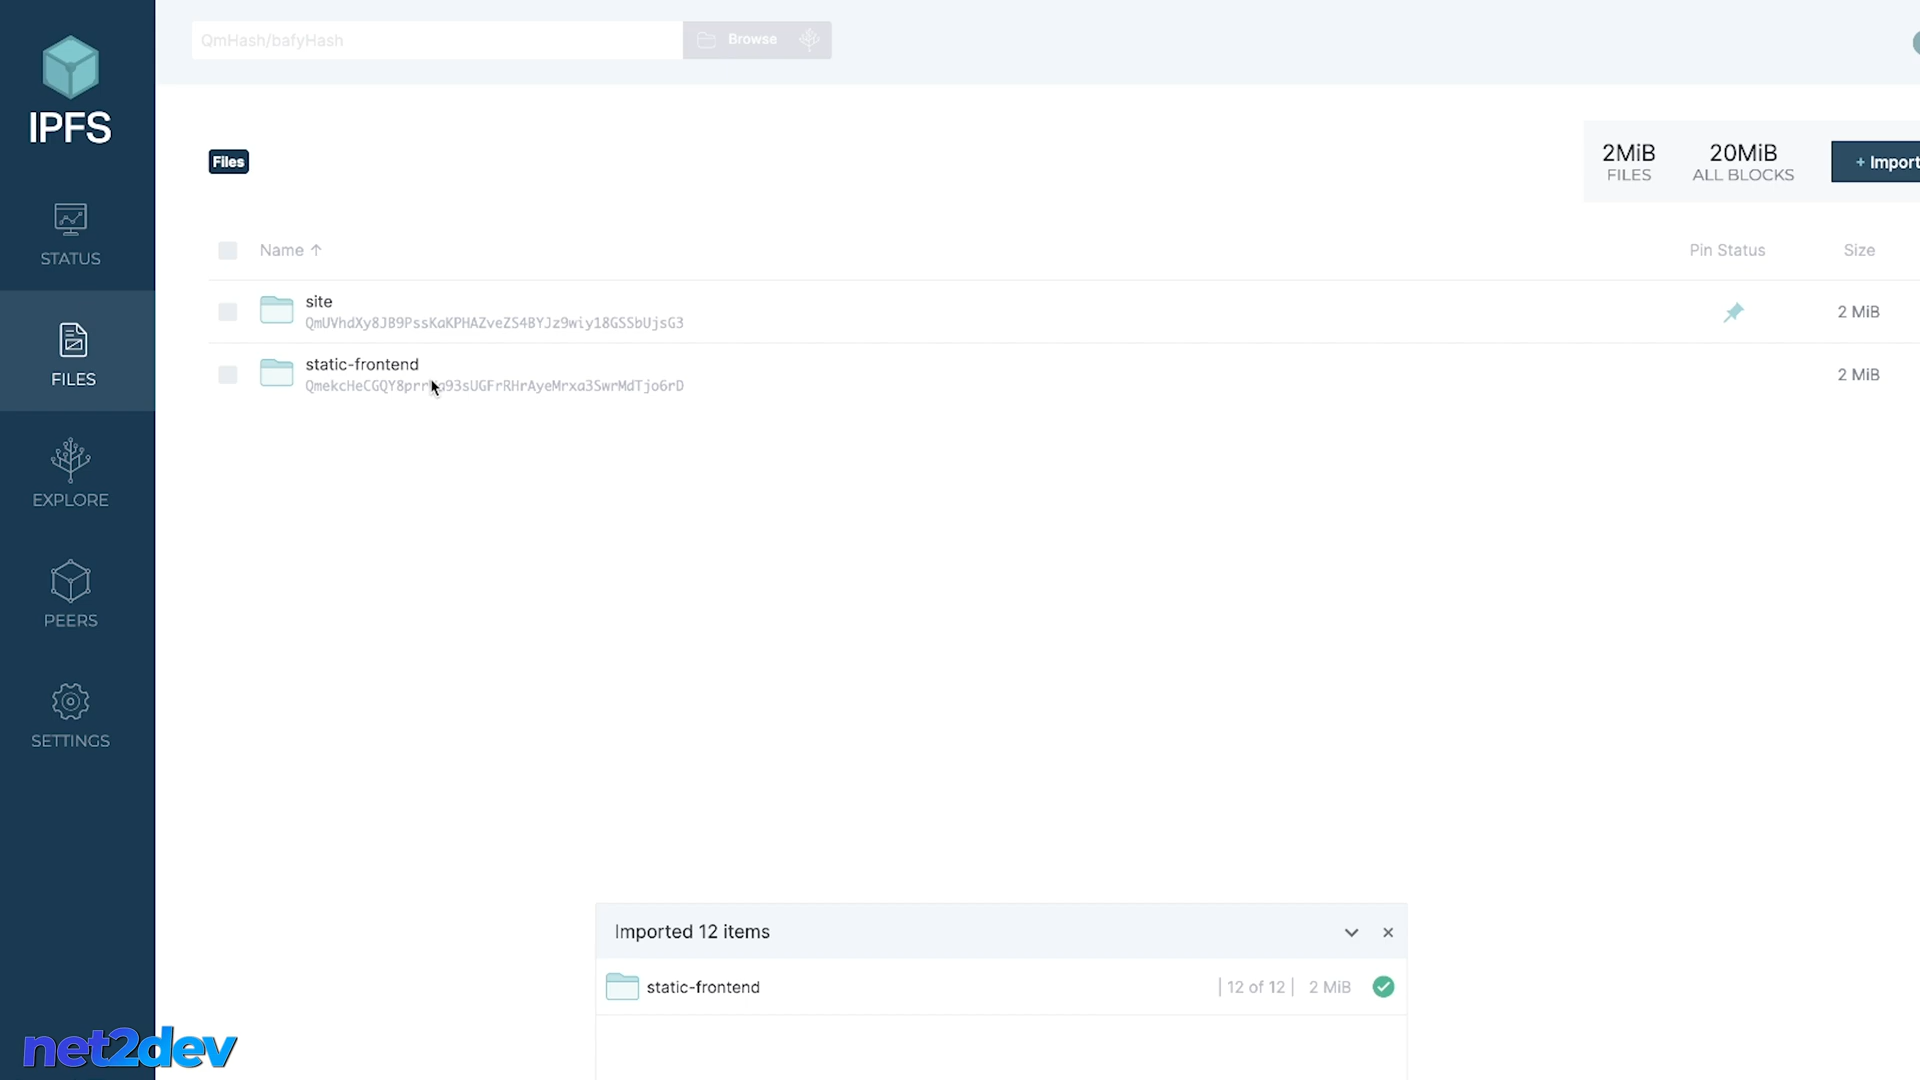 IPFS
QmHash/bafyHash
Browse
Files
2MiB
FILES
20MiB
ALL BLOCKS
+ Import
STATUS
FILES
EXPLORE
PEERS
SETTINGS
Name ↑
Pin Status
Size
site
QmUVhdXy8JB9PssKaKPHAZveZS4BYJz9wiy18GSSbUjsG3
2 MiB
static-frontend
2 MiB
Imported 12 items
static-frontend
| 12 of 12 |
2 MiB
net2dev